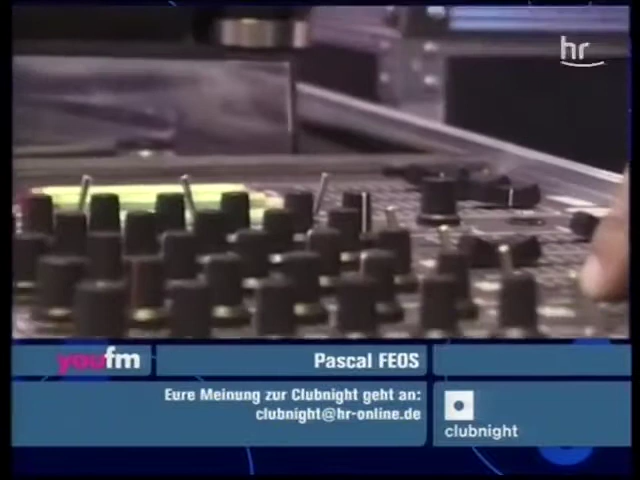 hr
youfm
Pascal FEOS
Eure Meinung zur Clubnight geht an:
clubnight@hr-online.de
clubnight